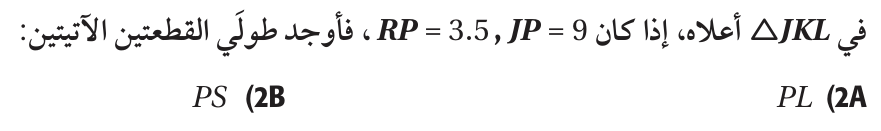 في △JKL أعلاه، إذا كان RP = 3.5 , JP = 9 ، فأوجد طولَي القطعتين الآتيتين:
PL (2A PS (2B